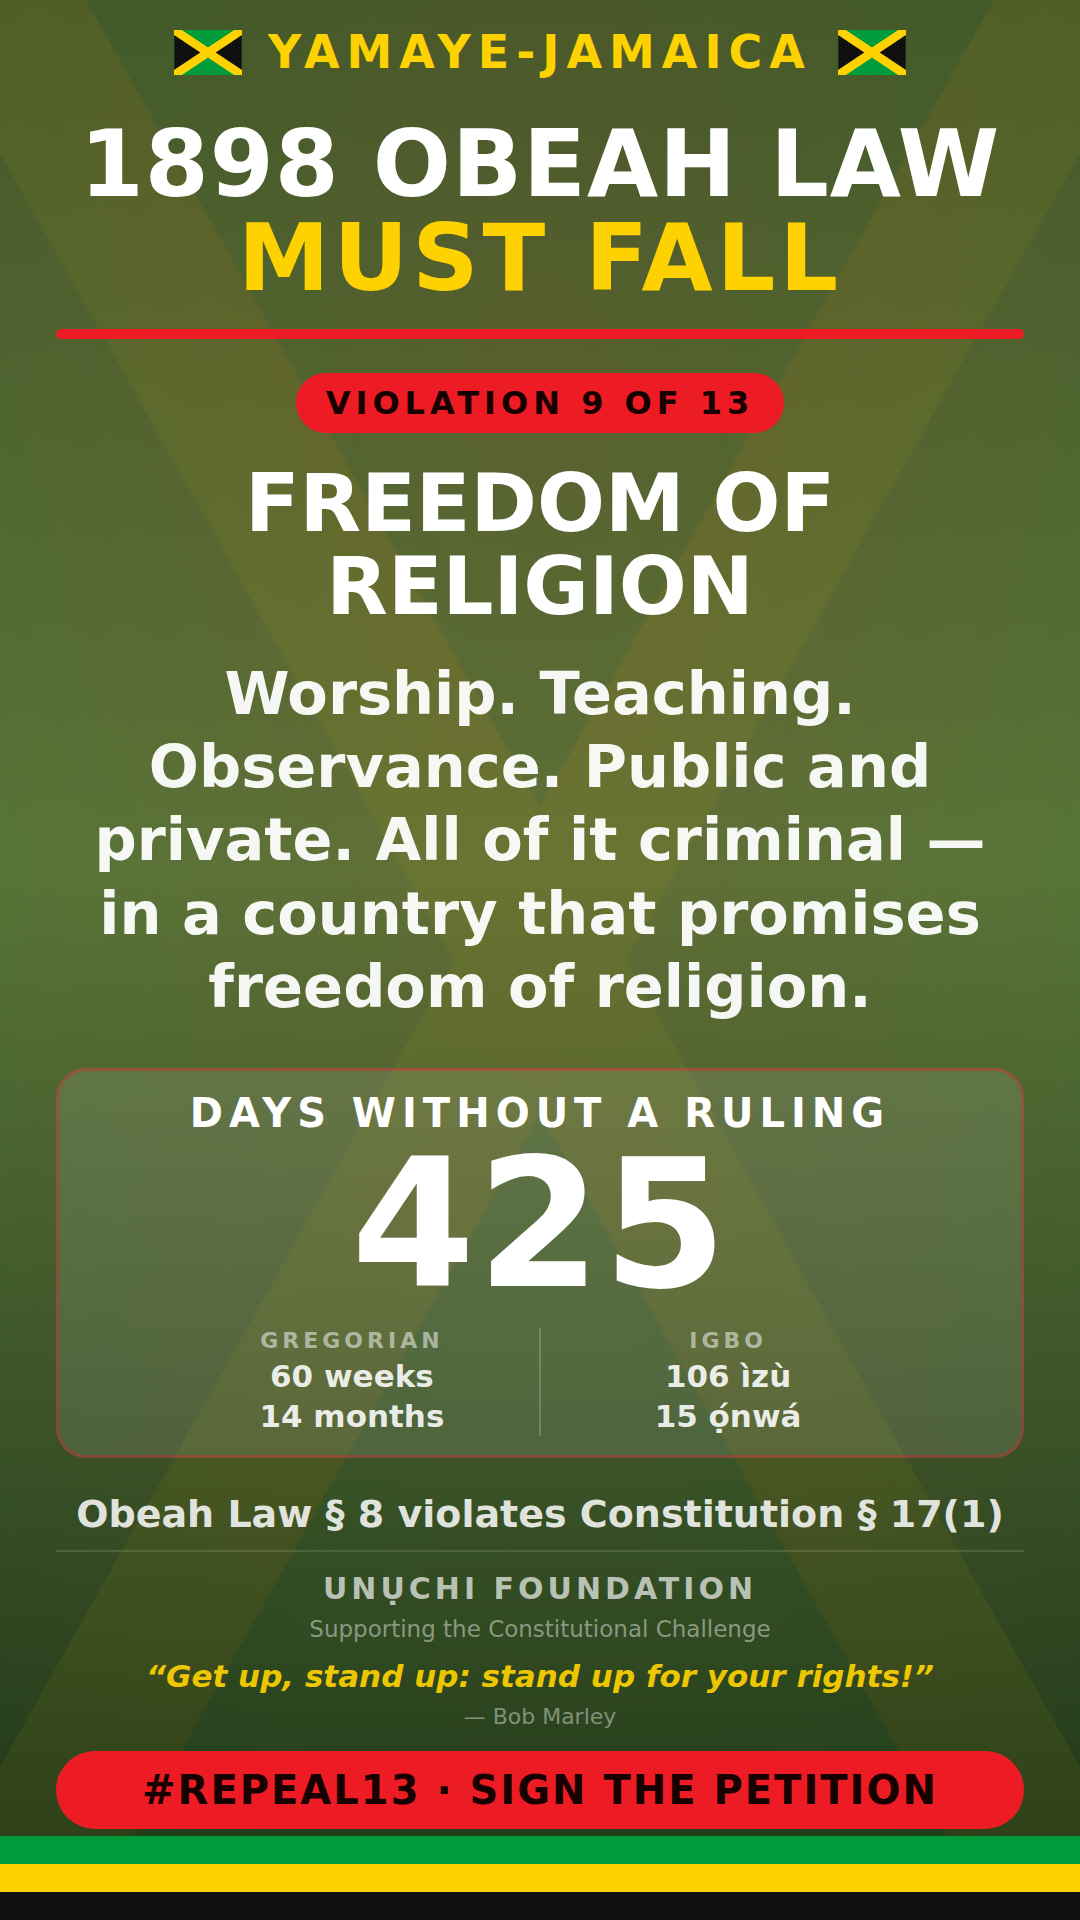 YAMAYE-JAMAICA
1898 OBEAH LAW
MUST FALL
VIOLATION 9 OF 13
FREEDOM OF
RELIGION
Worship. Teaching.
Observance. Public and
private. All of it criminal —
in a country that promises
freedom of religion.
DAYS WITHOUT A RULING
425
GREGORIAN
60 weeks
14 months
IGBO
106 ìzù
15 ọ́nwá
Obeah Law § 8 violates Constitution § 17(1)
UNỤCHI FOUNDATION
Supporting the Constitutional Challenge
“Get up, stand up: stand up for your rights!”
— Bob Marley
#REPEAL13 · SIGN THE PETITION